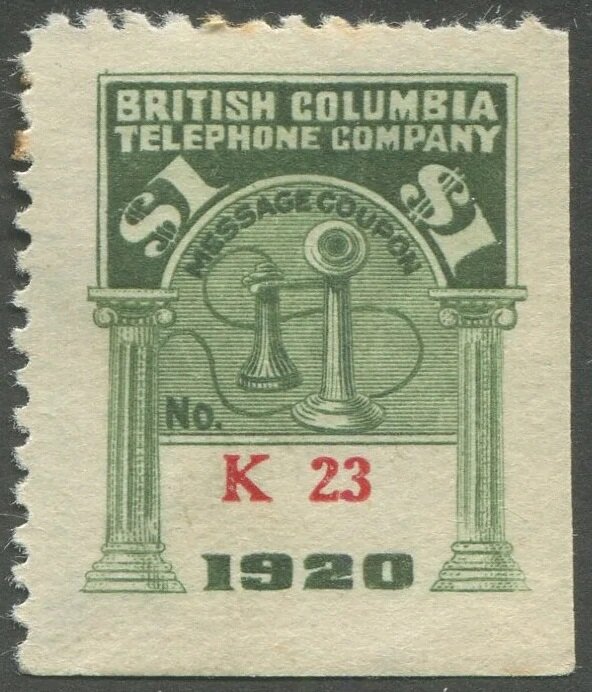 BRITISH COLUMBIA
TELEPHONE COMPANY
$1 $1
MESSAGE COUPON
No.
K 23
1920